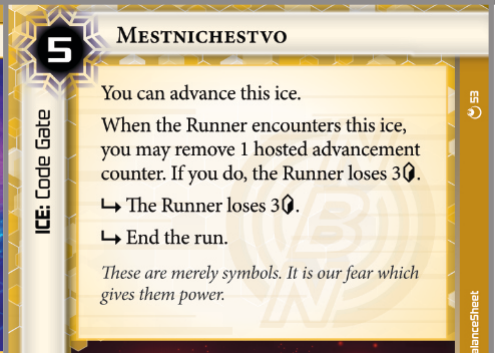 5
MESTNICHESTVO
ICE: Code Gate
You can advance this ice.
When the Runner encounters this ice,
you may remove 1 hosted advancement
counter. If you do, the Runner loses 3.
↳ The Runner loses 3.
↳ End the run.
These are merely symbols. It is our fear which
gives them power.
53
NBN